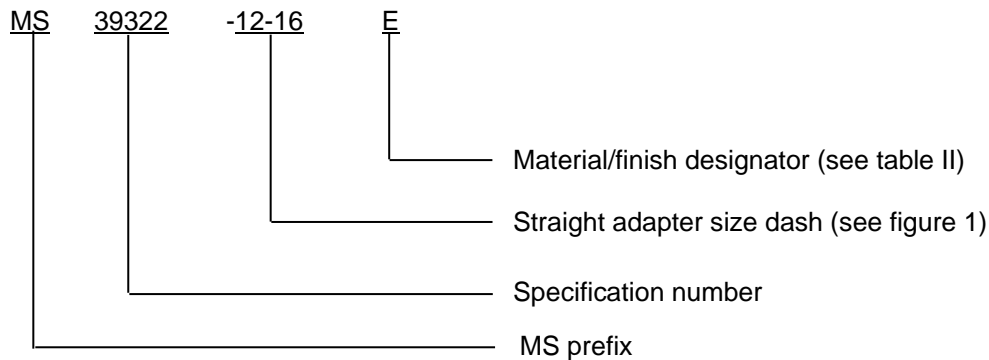 MS 39322 -12-16 E
Material/finish designator (see table II)
Straight adapter size dash (see figure 1)
Specification number
MS prefix